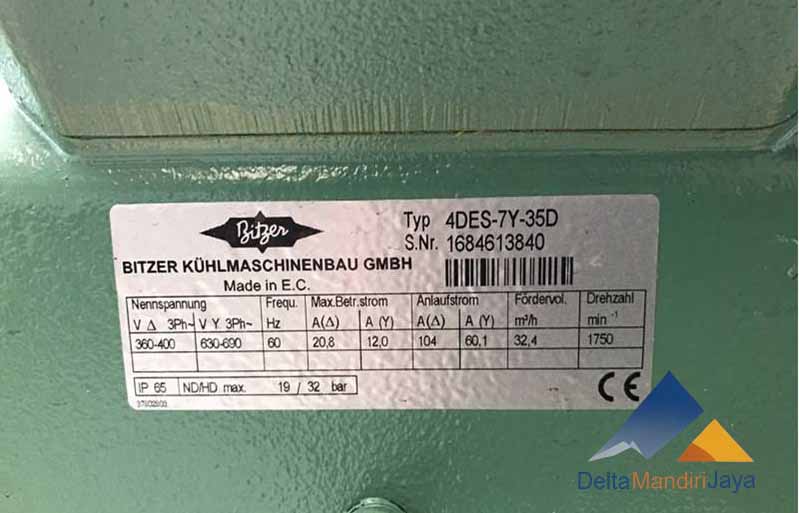 Bitzer
Typ 4DES-7Y-35D
S.Nr. 1684613840
BITZER KÜHLMASCHINENBAU GMBH
Made in E.C.
Nennspannung Frequ. Max.Betr.strom Anlaufstrom Fördervol. Drehzahl
V Δ 3Ph~ V Y 3Ph~ Hz A(Δ) A (Y) A(Δ) A (Y) m³/h min -1
360-400 630-690 60 20,8 12,0 104 60,1 32,4 1750
IP 65 ND/HD max. 19 / 32 bar
CE
DeltaMandiriJaya